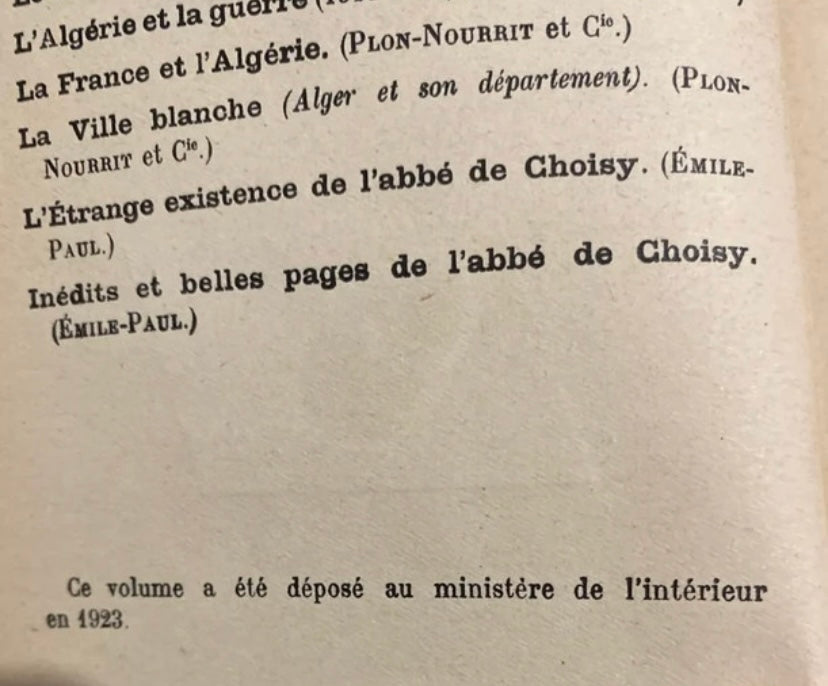 L'Algérie et la guerre
La France et l'Algérie. (PLON-NOURRIT et Cie.)
La Ville blanche (Alger et son département). (PLON-
NOURRIT et Cie.)
L'Étrange existence de l'abbé de Choisy. (ÉMILE-
PAUL.)
Inédits et belles pages de l'abbé de Choisy.
(ÉMILE-PAUL.)
Ce volume a été déposé au ministère de l'intérieur
en 1923.